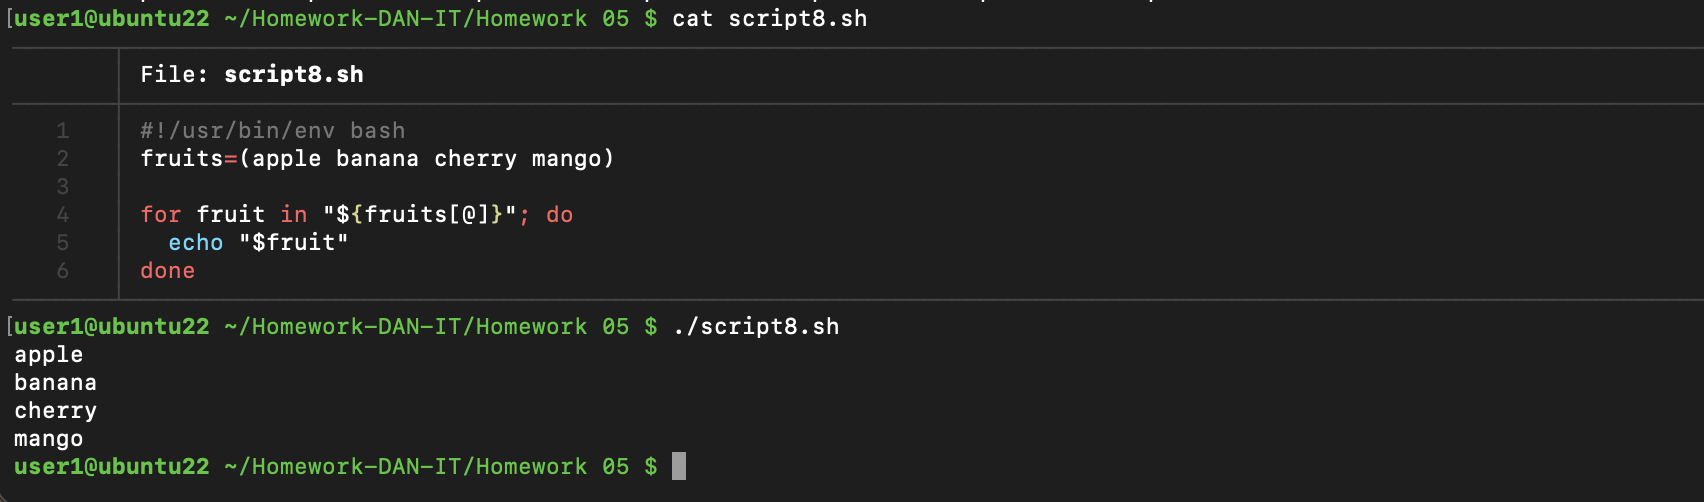 [user1@ubuntu22 ~/Homework-DAN-IT/Homework 05 $ cat script8.sh
File: script8.sh
1 #!/usr/bin/env bash
2 fruits=(apple banana cherry mango)
3
4 for fruit in "${fruits[@]}"; do
5   echo "$fruit"
6 done
[user1@ubuntu22 ~/Homework-DAN-IT/Homework 05 $ ./script8.sh
apple
banana
cherry
mango
user1@ubuntu22 ~/Homework-DAN-IT/Homework 05 $